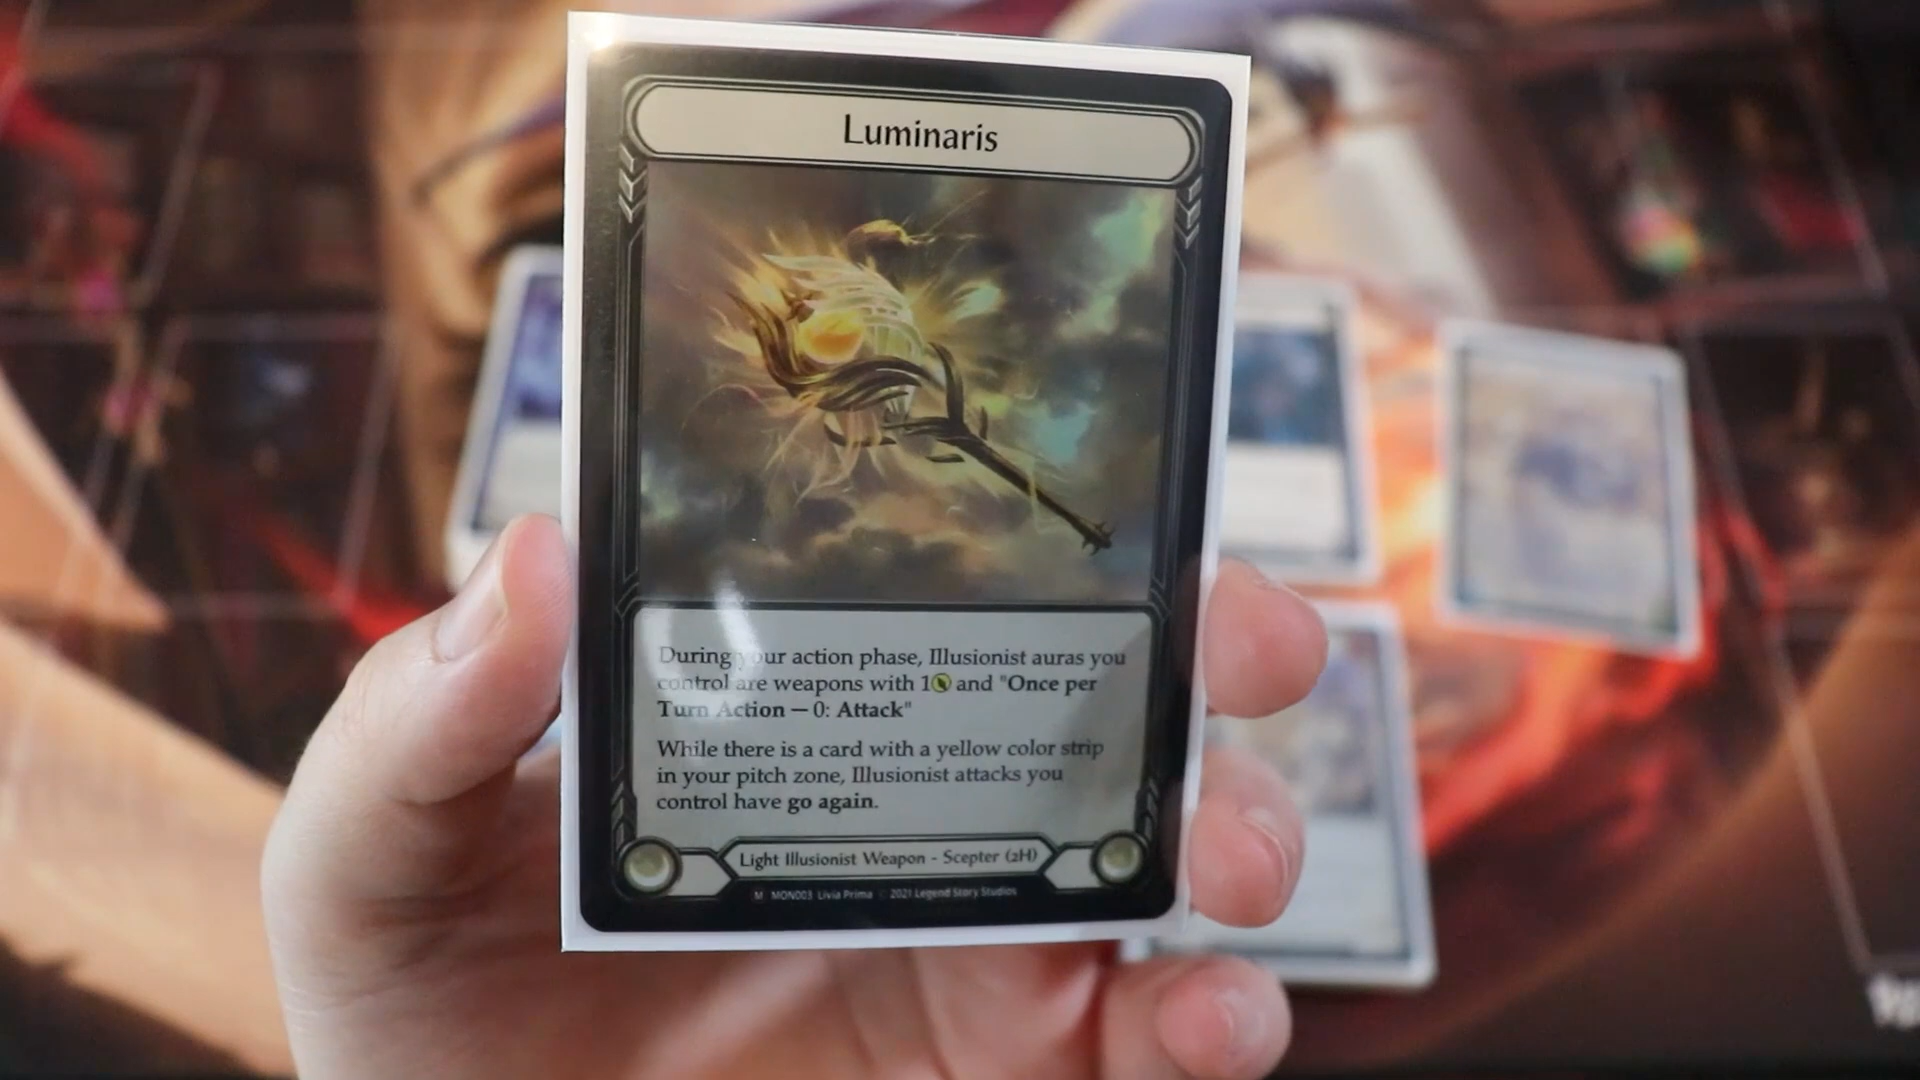 Luminaris
During your action phase, Illusionist auras you
control are weapons with 1 and "Once per
Turn Action — 0: Attack"
While there is a card with a yellow color strip
in your pitch zone, Illusionist attacks you
control have go again.
Light Illusionist Weapon - Scepter (2H)
M MON003 Livia Prima © 2021 Legend Story Studios